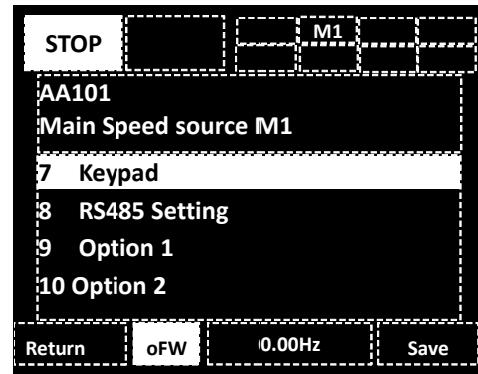 STOP M1
AA101
Main Speed source M1
7 Keypad
8 RS485 Setting
9 Option 1
10 Option 2
Return oFW 0.00Hz Save